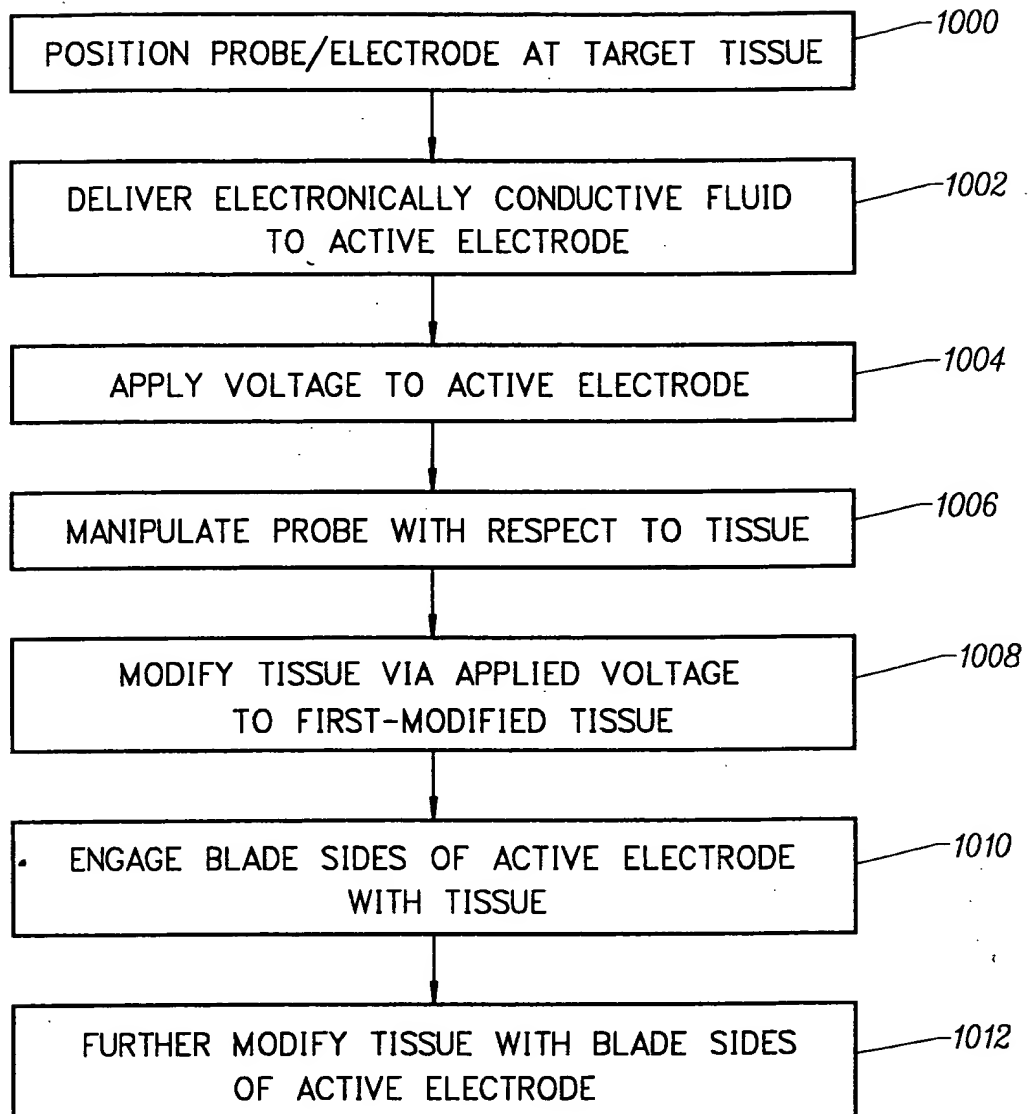 POSITION PROBE/ELECTRODE AT TARGET TISSUE
1000
DELIVER ELECTRONICALLY CONDUCTIVE FLUID
TO ACTIVE ELECTRODE
1002
APPLY VOLTAGE TO ACTIVE ELECTRODE
1004
MANIPULATE PROBE WITH RESPECT TO TISSUE
1006
MODIFY TISSUE VIA APPLIED VOLTAGE
TO FIRST-MODIFIED TISSUE
1008
ENGAGE BLADE SIDES OF ACTIVE ELECTRODE
WITH TISSUE
1010
FURTHER MODIFY TISSUE WITH BLADE SIDES
OF ACTIVE ELECTRODE
1012